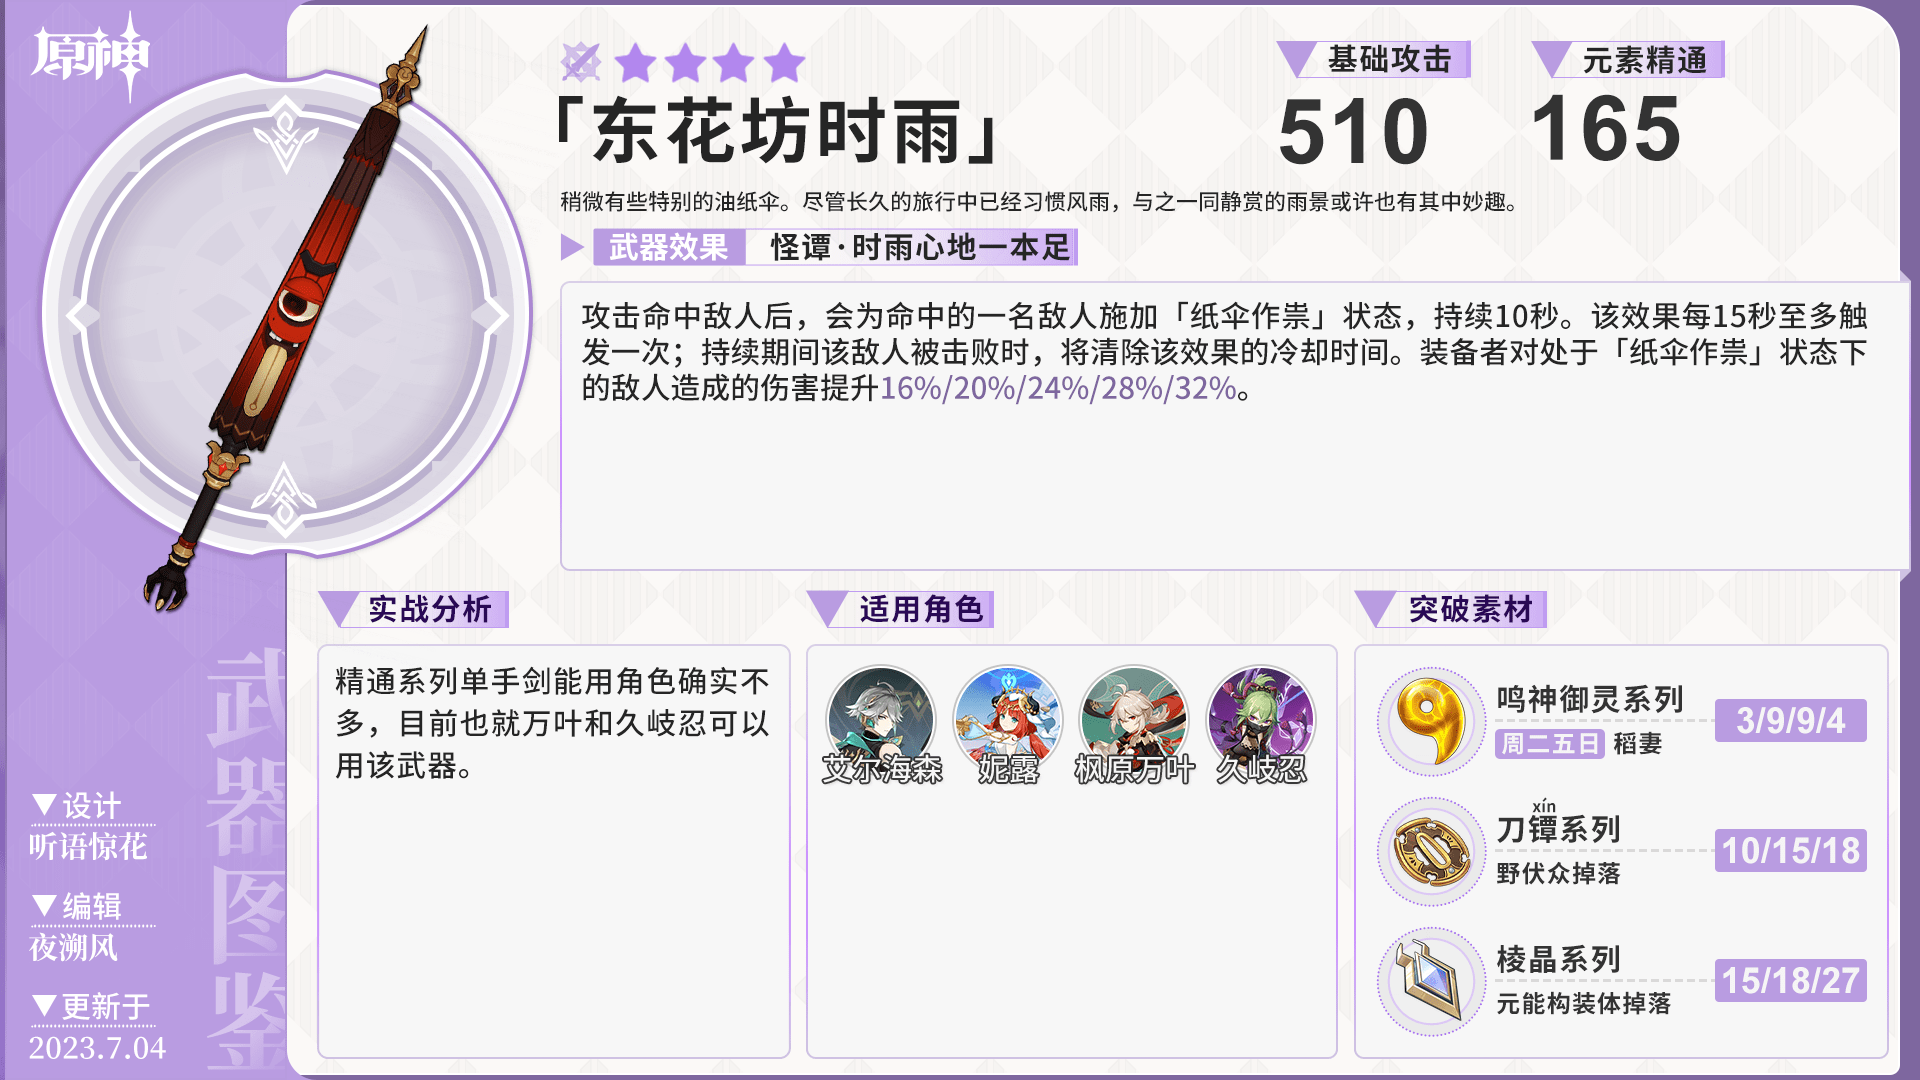 原神
「东花坊时雨」
基础攻击
510
元素精通
165
稍微有些特别的油纸伞。尽管长久的旅行中已经习惯风雨，与之一同静赏的雨景或许也有其中妙趣。
武器效果 怪谭·时雨心地一本足
攻击命中敌人后，会为命中的一名敌人施加「纸伞作祟」状态，持续10秒。该效果每15秒至多触
发一次；持续期间该敌人被击败时，将清除该效果的冷却时间。装备者对处于「纸伞作祟」状态下
的敌人造成的伤害提升16%/20%/24%/28%/32%。
实战分析
精通系列单手剑能用角色确实不
多，目前也就万叶和久岐忍可以
用该武器。
适用角色
艾尔海森 妮露 枫原万叶 久岐忍
突破素材
鸣神御灵系列
周二五日 稻妻
3/9/9/4
xín
刀镡系列
野伏众掉落
10/15/18
棱晶系列
元能构装体掉落
15/18/27
武器图鉴
▼设计
听语惊花
▼编辑
夜溯风
▼更新于
2023.7.04